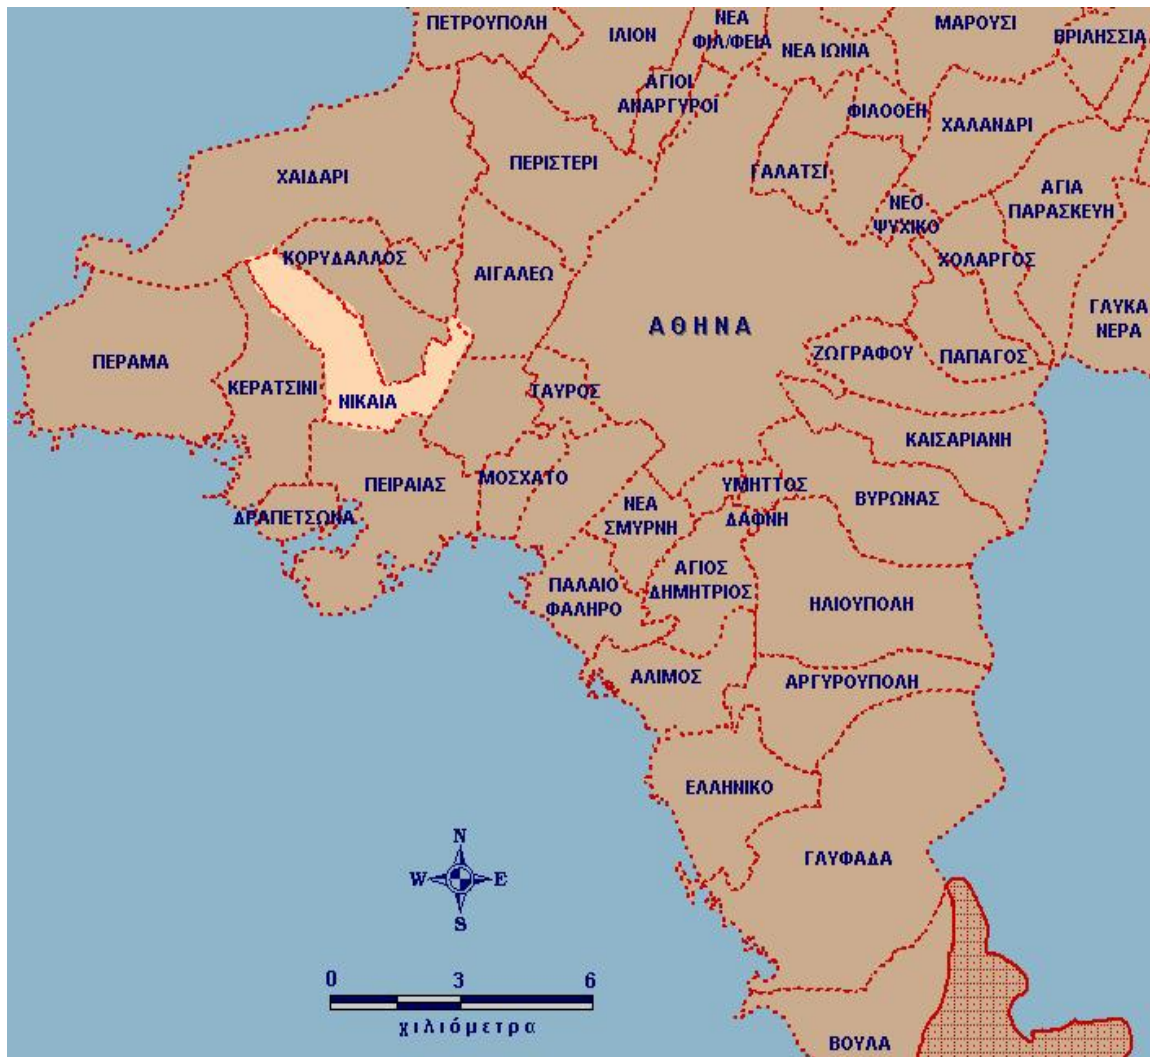 ΠΕΤΡΟΥΠΟΛΗ
ΙΛΙΟΝ
ΝΕΑ
ΦΙΛ/ΦΕΙΑ
ΝΕΑ ΙΩΝΙΑ
ΜΑΡΟΥΣΙ
ΒΡΙΛΗΣΣΙΑ
ΑΓΙΟΙ
ΑΝΑΡΓΥΡΟΙ
ΦΙΛΟΘΕΗ
ΧΑΛΑΝΔΡΙ
ΠΕΡΙΣΤΕΡΙ
ΓΑΛΑΤΣΙ
ΧΑΙΔΑΡΙ
ΝΕΟ
ΨΥΧΙΚΟ
ΑΓΙΑ
ΠΑΡΑΣΚΕΥΗ
ΚΟΡΥΔΑΛΛΟΣ
ΑΙΓΑΛΕΩ
ΧΟΛΑΡΓΟΣ
ΓΛΥΚΑ
ΝΕΡΑ
ΑΘΗΝΑ
ΖΩΓΡΑΦΟΥ
ΠΑΠΑΓΟΣ
ΠΕΡΑΜΑ
ΚΕΡΑΤΣΙΝΙ
ΝΙΚΑΙΑ
ΤΑΥΡΟΣ
ΚΑΙΣΑΡΙΑΝΗ
ΠΕΙΡΑΙΑΣ
ΜΟΣΧΑΤΟ
ΥΜΗΤΤΟΣ
ΒΥΡΩΝΑΣ
ΔΡΑΠΕΤΣΩΝΑ
ΝΕΑ
ΣΜΥΡΝΗ
ΔΑΦΝΗ
ΑΓΙΟΣ
ΔΗΜΗΤΡΙΟΣ
ΠΑΛΑΙΟ
ΦΑΛΗΡΟ
ΗΛΙΟΥΠΟΛΗ
ΑΛΙΜΟΣ
ΑΡΓΥΡΟΥΠΟΛΗ
ΕΛΛΗΝΙΚΟ
ΓΛΥΦΑΔΑ
N
W E
S
0 3 6
χιλιόμετρα
ΒΟΥΛΑ